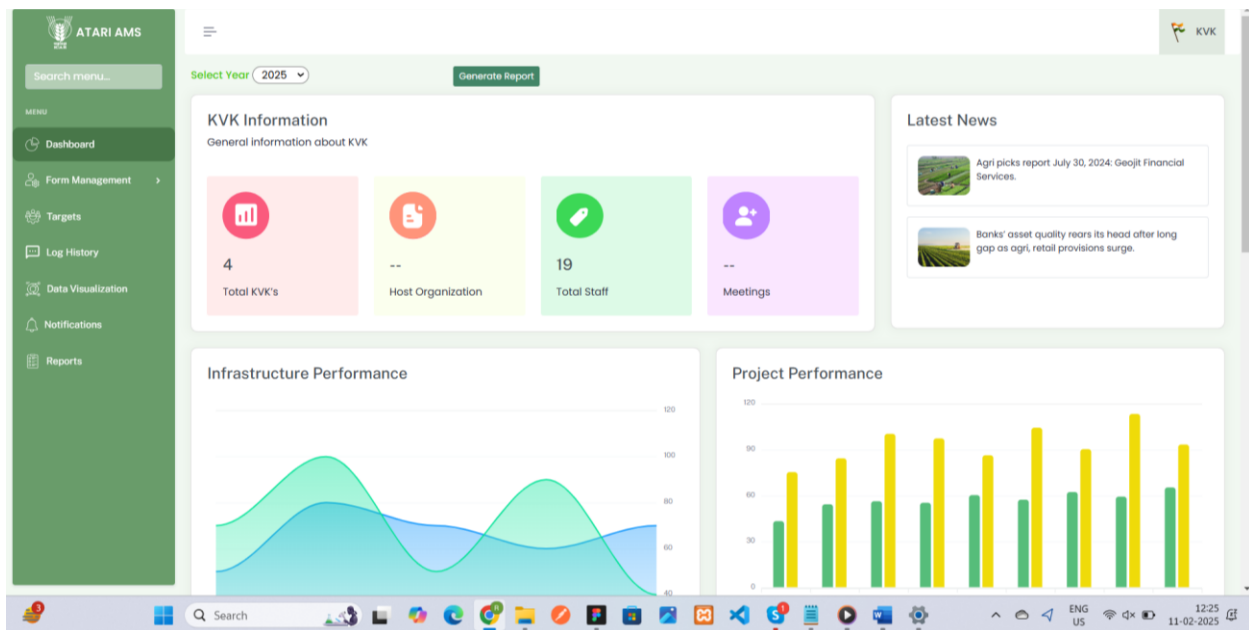 ATARI AMS
KVK
Search menu...
Select Year 2025
Generate Report
MENU
Dashboard
Form Management
Targets
Log History
Data Visualization
Notifications
Reports
KVK Information
General information about KVK
4
Total KVK's
--
Host Organization
19
Total Staff
--
Meetings
Latest News
Agri picks report July 30, 2024: Geojit Financial
Services.
Banks' asset quality rears its head after long
gap as agri, retail provisions surge.
Infrastructure Performance
120
100
80
60
40
Project Performance
120
90
60
30
0
3
Search
ENG
US
12:25
11-02-2025